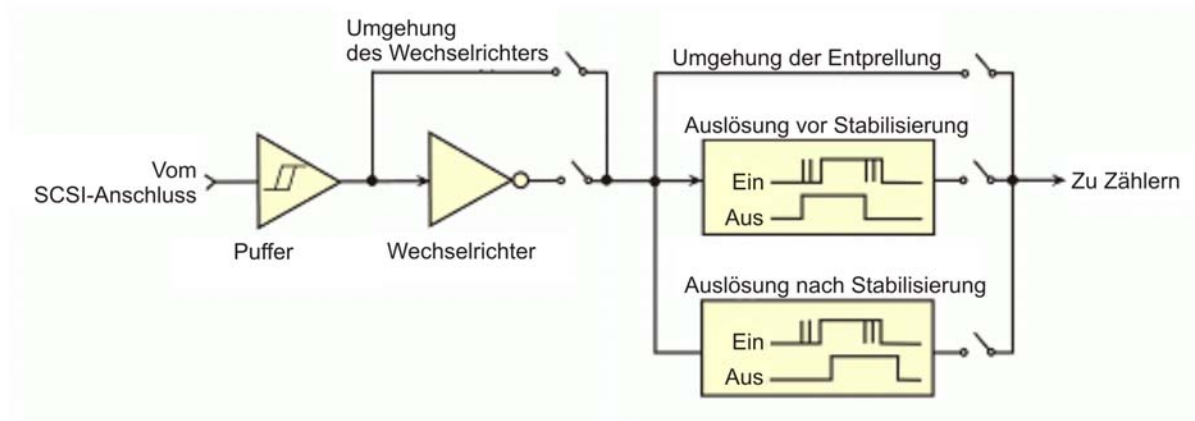 Umgehung
des Wechselrichters
Umgehung der Entprellung
Auslösung vor Stabilisierung
Vom
SCSI-Anschluss
Ein
Aus
Zu Zählern
Puffer
Wechselrichter
Auslösung nach Stabilisierung
Ein
Aus